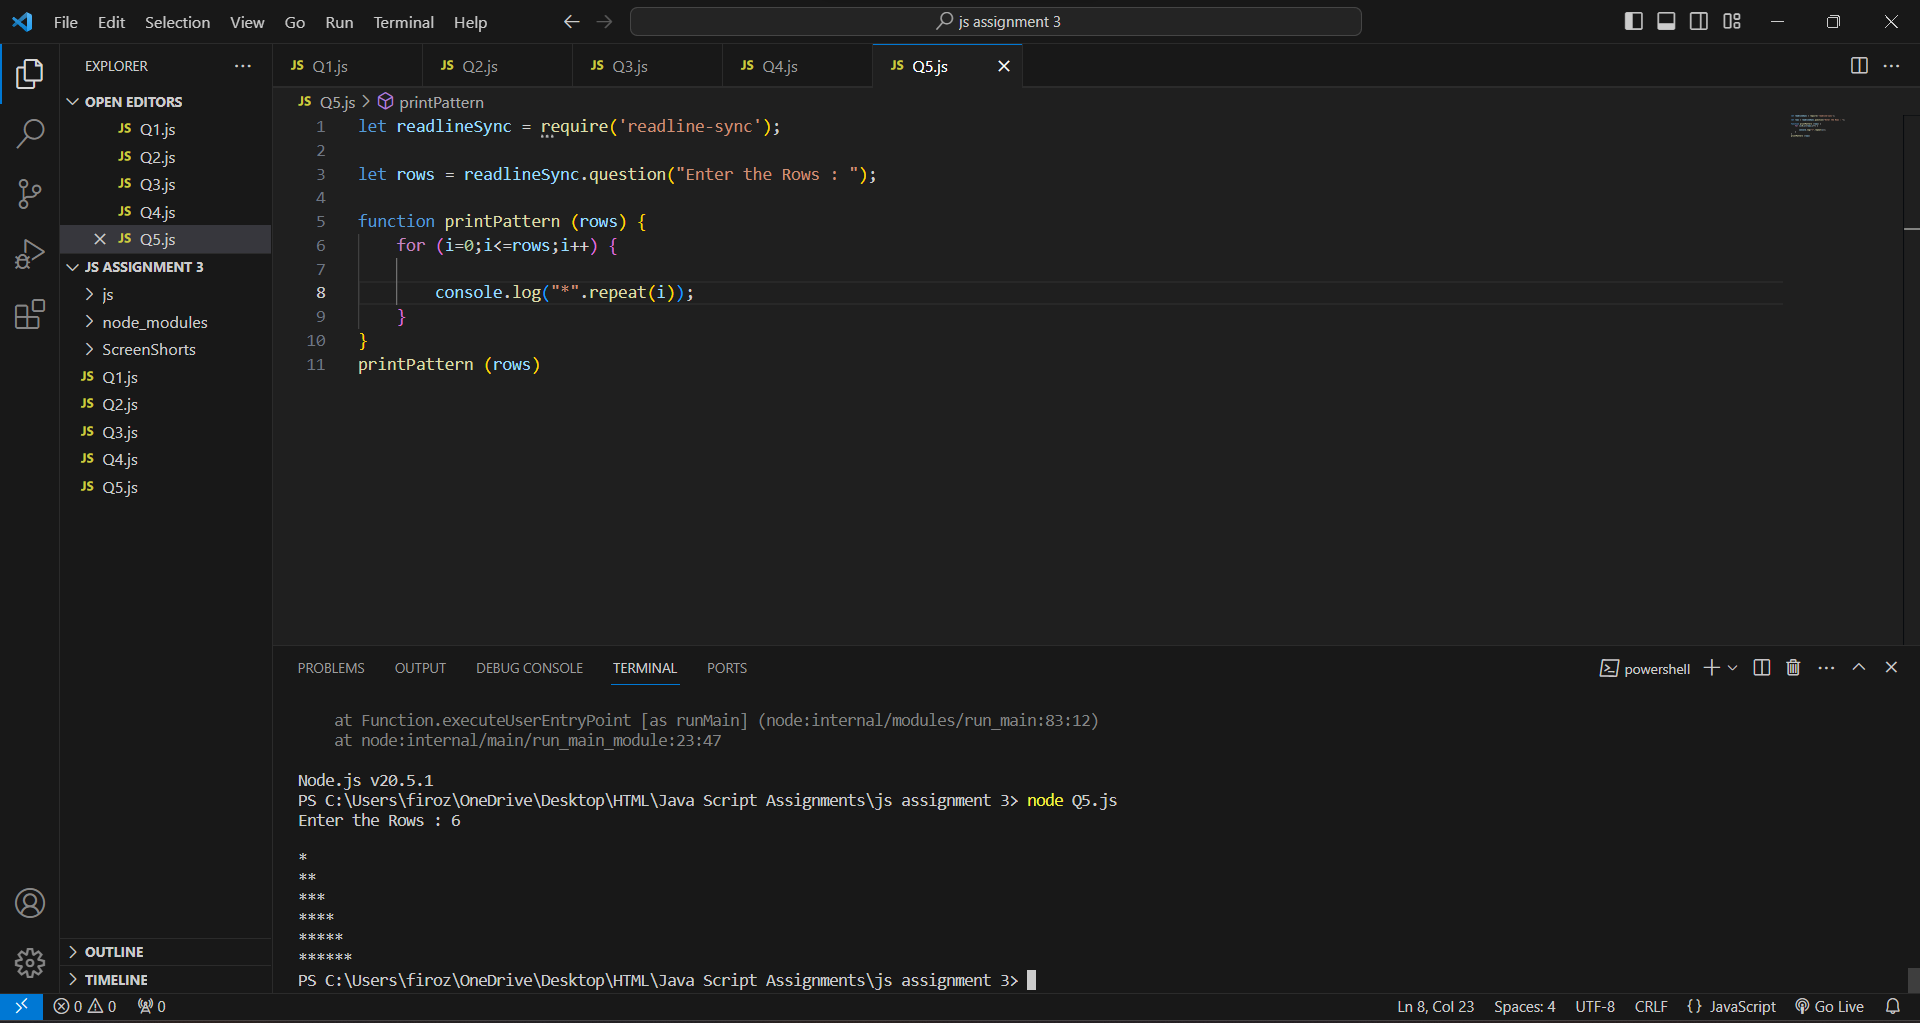 File Edit Selection View Go Run Terminal Help
js assignment 3
EXPLORER
OPEN EDITORS
JS Q1.js
JS Q2.js
JS Q3.js
JS Q4.js
JS Q5.js
JS ASSIGNMENT 3
js
node_modules
ScreenShorts
JS Q1.js
JS Q2.js
JS Q3.js
JS Q4.js
JS Q5.js
OUTLINE
TIMELINE
JS Q1.js JS Q2.js JS Q3.js JS Q4.js JS Q5.js
JS Q5.js > printPattern
1 let readlineSync = require('readline-sync');
2
3 let rows = readlineSync.question("Enter the Rows : ");
4
5 function printPattern (rows) {
6 for (i=0;i<=rows;i++) {
7
8 console.log("*".repeat(i));
9 }
10 }
11 printPattern (rows)
PROBLEMS OUTPUT DEBUG CONSOLE TERMINAL PORTS
powershell
at Function.executeUserEntryPoint [as runMain] (node:internal/modules/run_main:83:12)
at node:internal/main/run_main_module:23:47
Node.js v20.5.1
PS C:\Users\firoz\OneDrive\Desktop\HTML\Java Script Assignments\js assignment 3> node Q5.js
Enter the Rows : 6
*
**
***
****
*****
******
PS C:\Users\firoz\OneDrive\Desktop\HTML\Java Script Assignments\js assignment 3>
0 0 0
Ln 8, Col 23 Spaces: 4 UTF-8 CRLF {} JavaScript Go Live